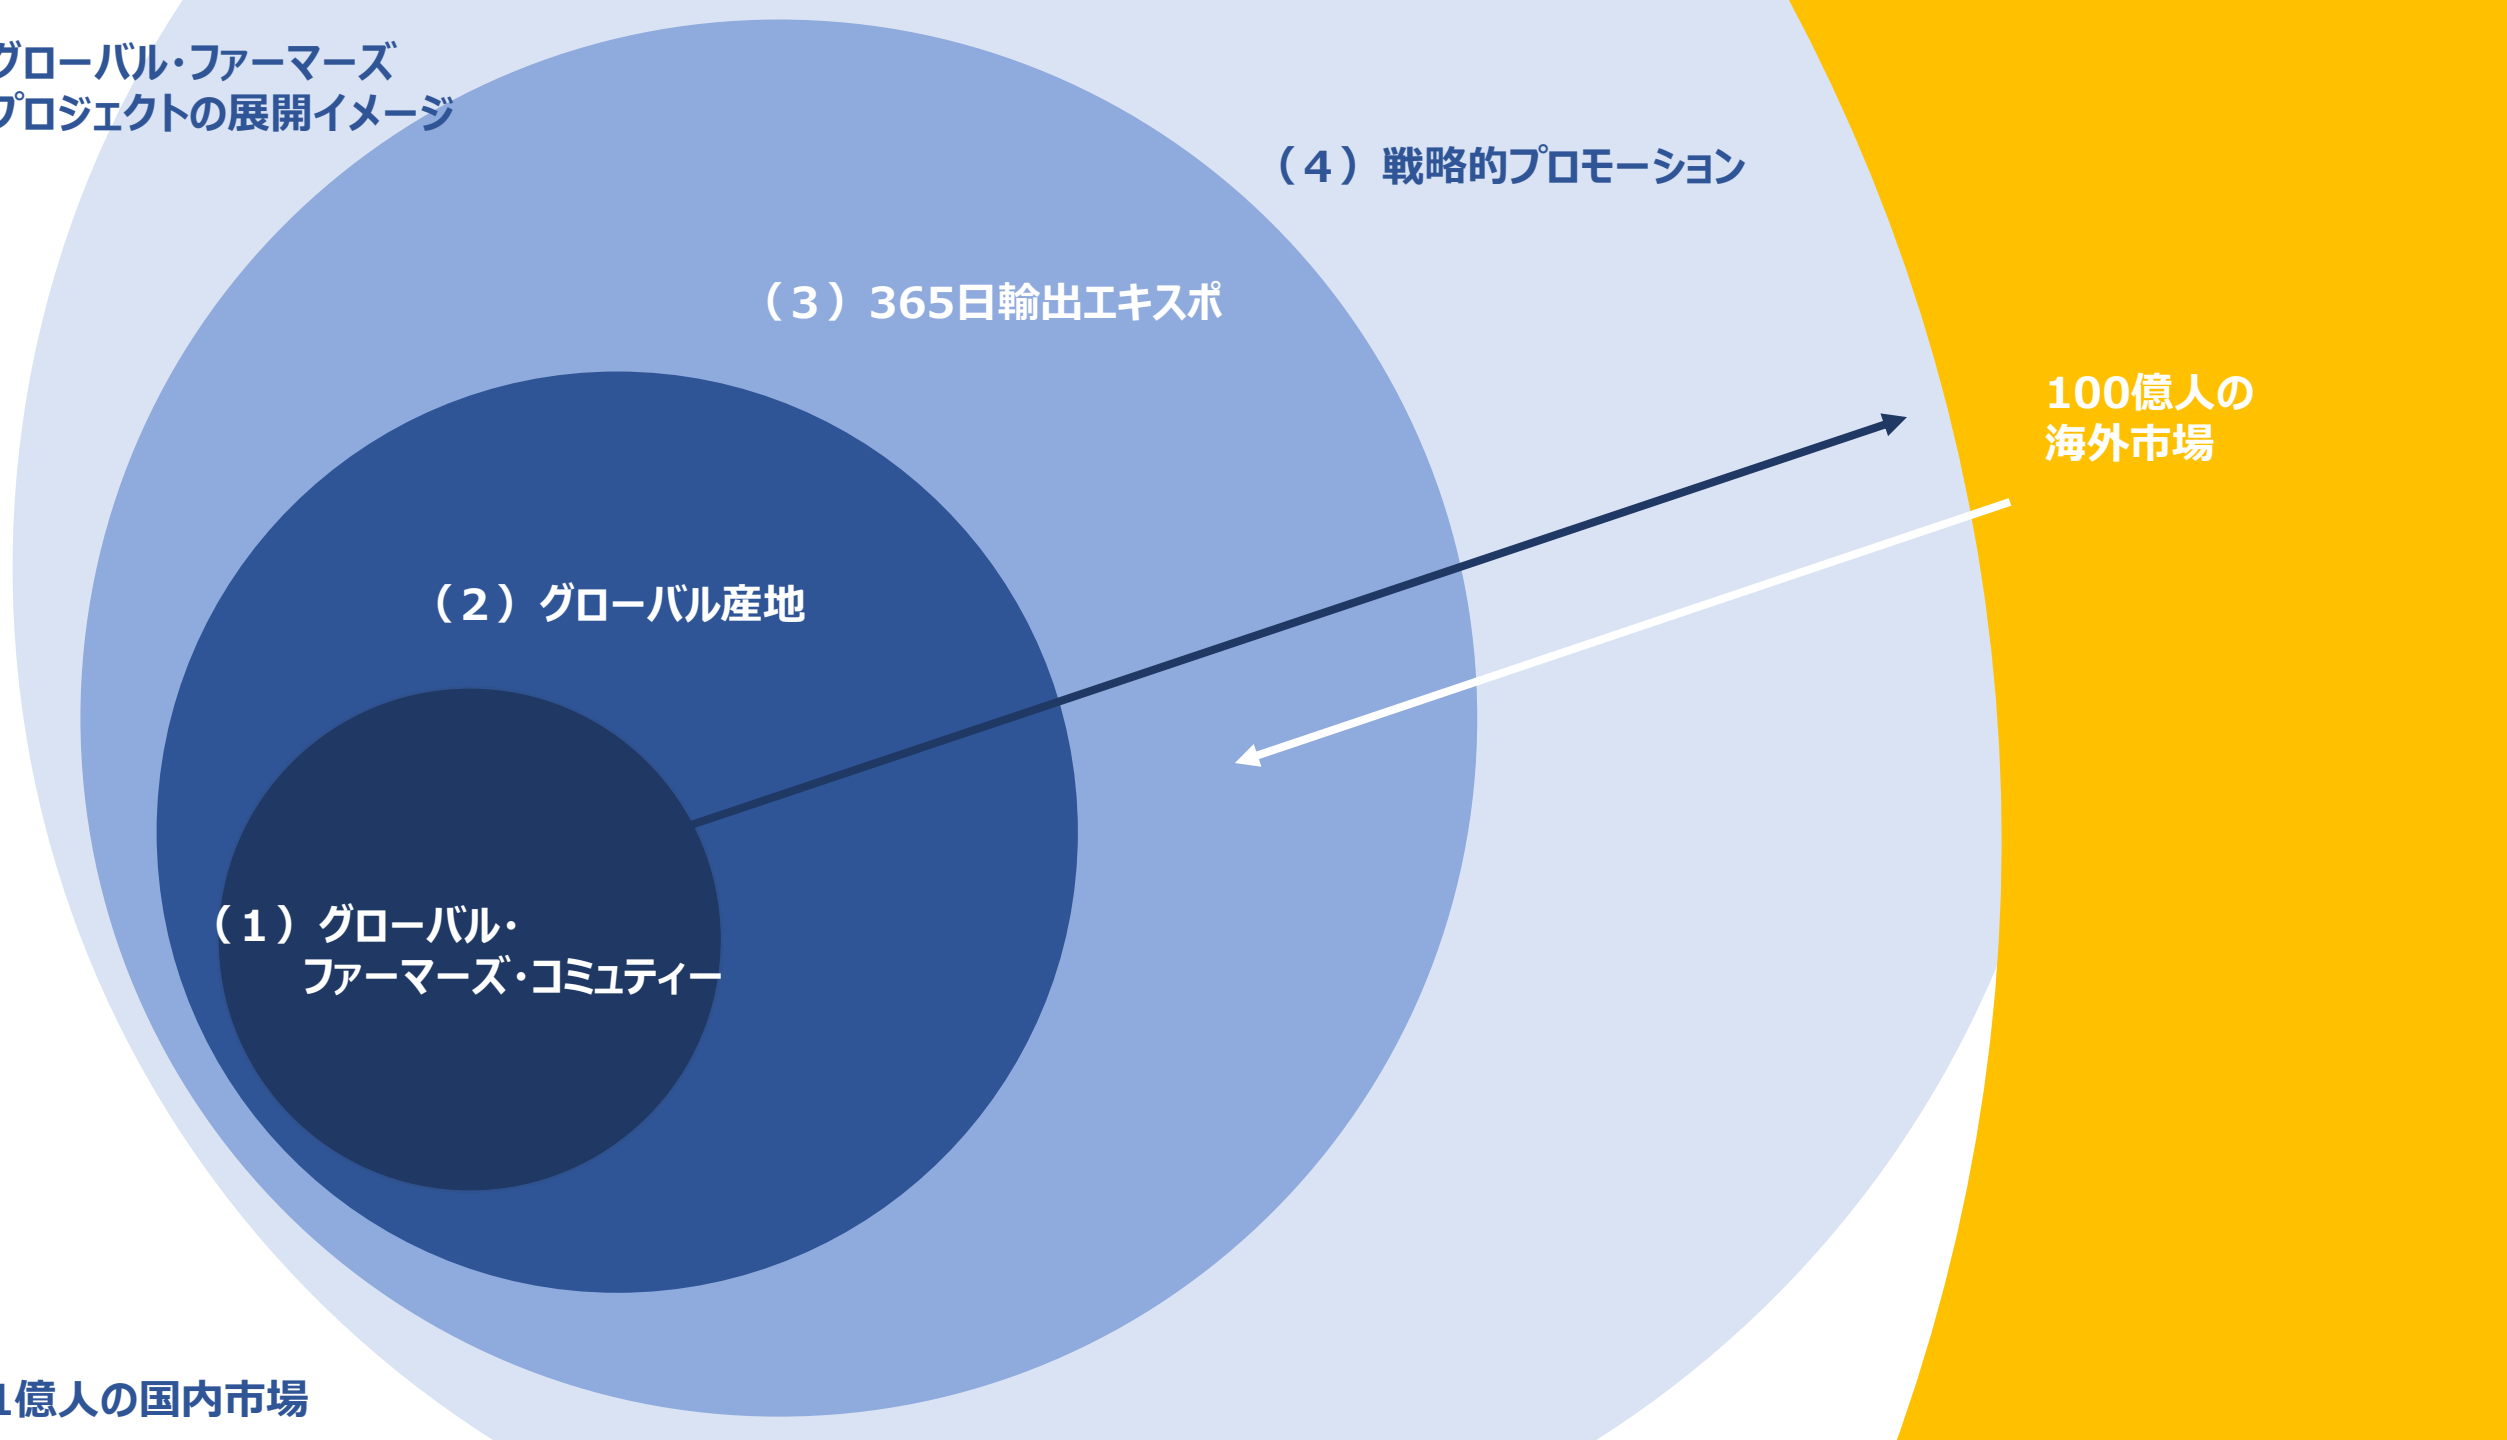 グローバル・ファーマーズ
プロジェクトの展開イメージ
（４）戦略的プロモーション
（３）365日輸出エキスポ
100億人の
海外市場
（２）グローバル産地
（１）グローバル・
ファーマーズ・コミュティー
1億人の国内市場